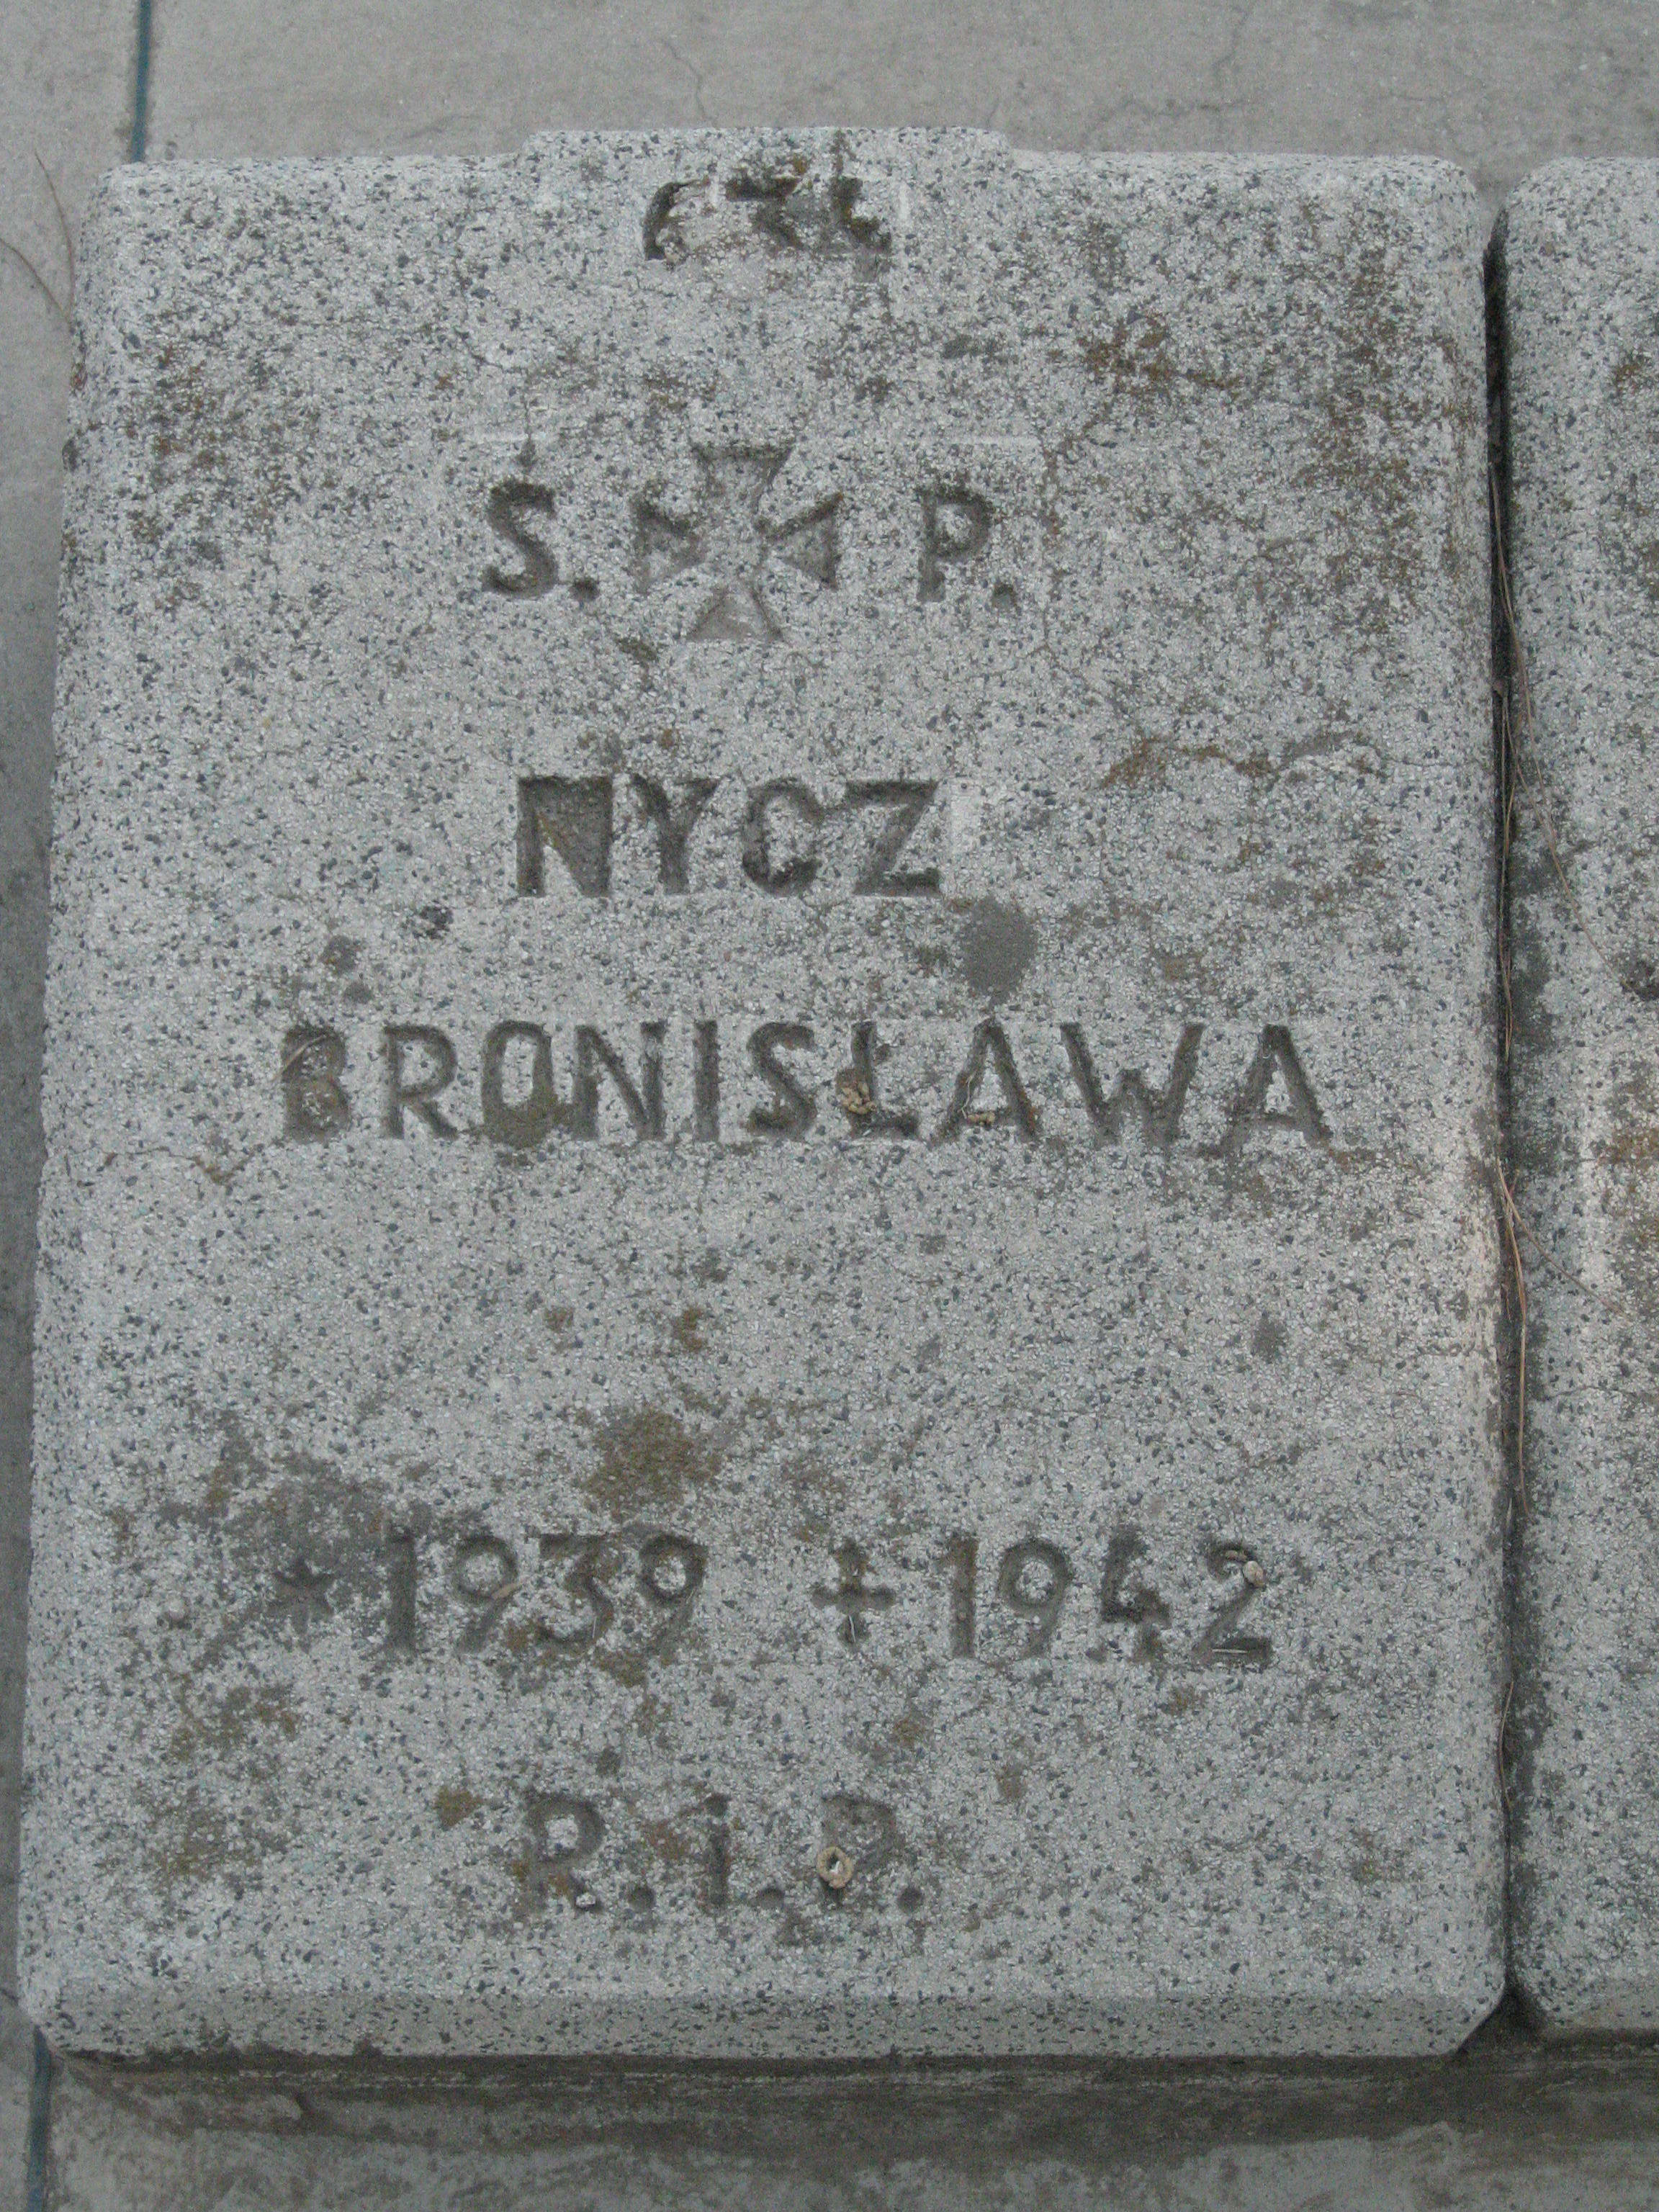 Ś. P.
NYCZ
BRONISŁAWA
* 1939 + 1942
R.I.P.